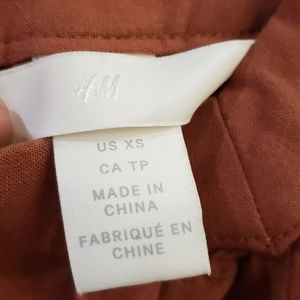 H&M
US XS
CA TP
MADE IN
CHINA
FABRIQUÉ EN
CHINE